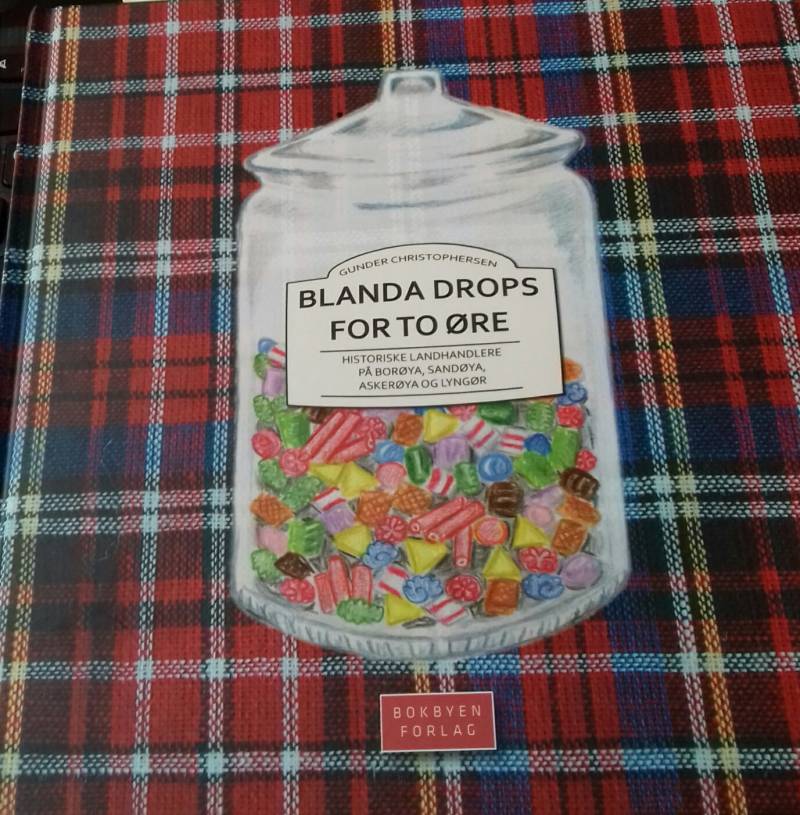 GUNDER CHRISTOPHERSEN
BLANDA DROPS
FOR TO ØRE
HISTORISKE LANDHANDLERE
PÅ BORØYA, SANDØYA,
ASKERØYA OG LYNGØR
BOKBYEN
FORLAG